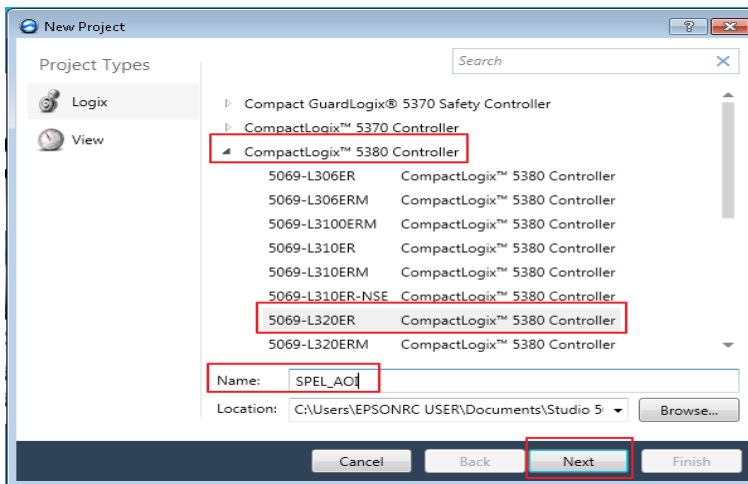 New Project
Project Types
Search
Logix
View
Compact GuardLogix® 5370 Safety Controller
CompactLogix™ 5370 Controller
CompactLogix™ 5380 Controller
5069-L306ER CompactLogix™ 5380 Controller
5069-L306ERM CompactLogix™ 5380 Controller
5069-L3100ERM CompactLogix™ 5380 Controller
5069-L310ER CompactLogix™ 5380 Controller
5069-L310ERM CompactLogix™ 5380 Controller
5069-L310ER-NSE CompactLogix™ 5380 Controller
5069-L320ER CompactLogix™ 5380 Controller
5069-L320ERM CompactLogix™ 5380 Controller
Name: SPEL_AOI
Location: C:\Users\EPSONRC USER\Documents\Studio 5 Browse...
Cancel Back Next Finish